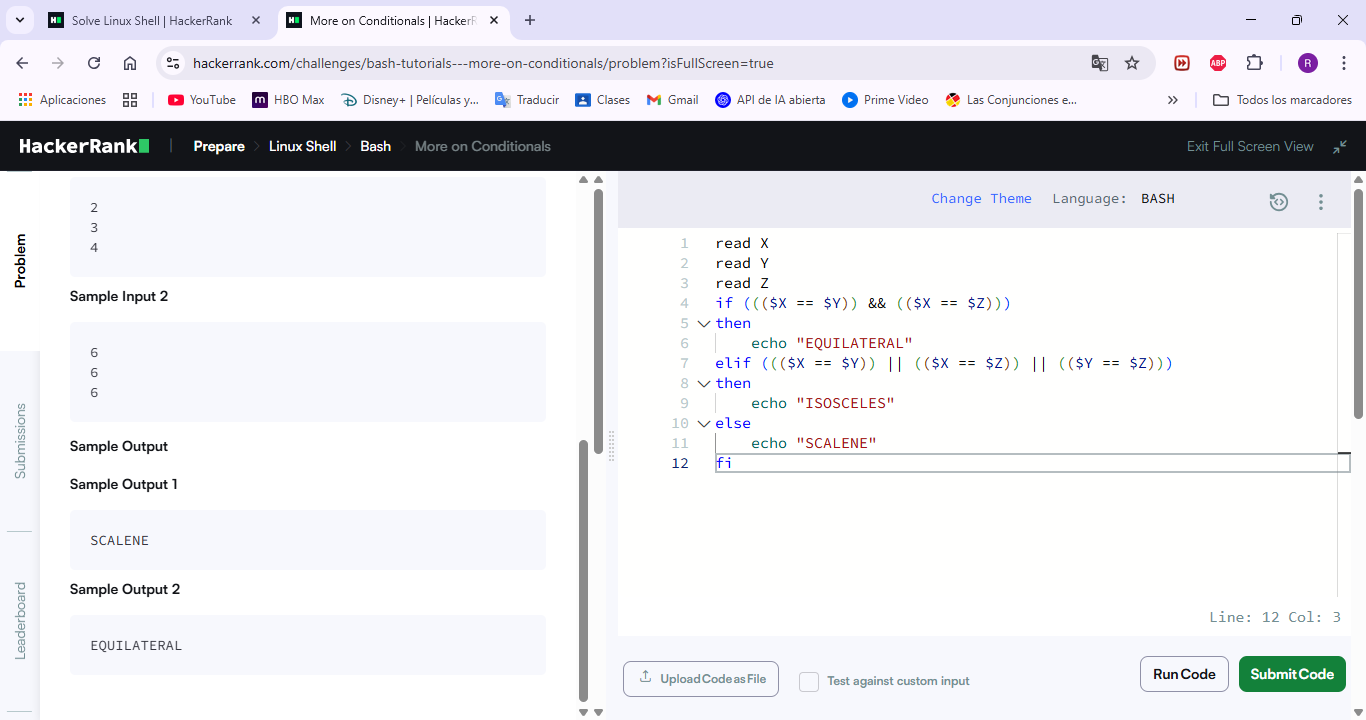 Solve Linux Shell | HackerRank
More on Conditionals | HackerR
hackerrank.com/challenges/bash-tutorials---more-on-conditionals/problem?isFullScreen=true
R
ABP
Aplicaciones
YouTube
m HBO Max
Disney+ | Películas y...
Traducir
Clases
Gmail
API de IA abierta
Prime Video
Las Conjunciones e...
Todos los marcadores
HackerRank
Prepare
Linux Shell
Bash
More on Conditionals
Exit Full Screen View
Problem
Submissions
Leaderboard
2
3
4
Sample Input 2
6
6
6
Sample Output
Sample Output 1
SCALENE
Sample Output 2
EQUILATERAL
Change Theme Language: BASH
1 read X
2 read Y
3 read Z
4 if ((($X == $Y)) && (($X == $Z)))
5 then
6 echo "EQUILATERAL"
7 elif ((($X == $Y)) || (($X == $Z)) || (($Y == $Z)))
8 then
9 echo "ISOSCELES"
10 else
11 echo "SCALENE"
12 fi
Line: 12 Col: 3
Upload Code as File
Test against custom input
Run Code
Submit Code